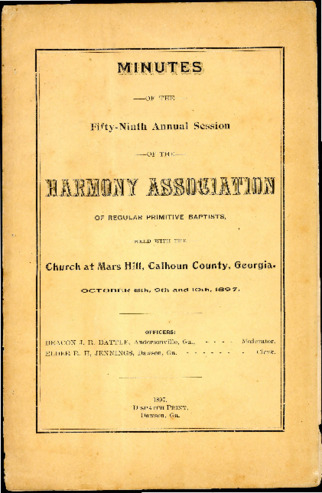 MINUTES
—OF THE
Fifty-Ninth Annual Session
—OF THE—
HARMONY ASSOCIATION
OF REGULAR PRIMITIVE BAPTISTS,
HELD WITH THE
Church at Mars Hill, Calhoun County, Georgia.
OCTOBER 8th, 9th and 10th, 1897.
OFFICERS:
DEACON J. R. BATTLE, Andersonville, Ga., - - - - Moderator.
ELDER R. H. JENNINGS, Dawson, Ga. - - - - - - Clerk.
1897.
DISPATCH PRINT,
Dawson, Ga.